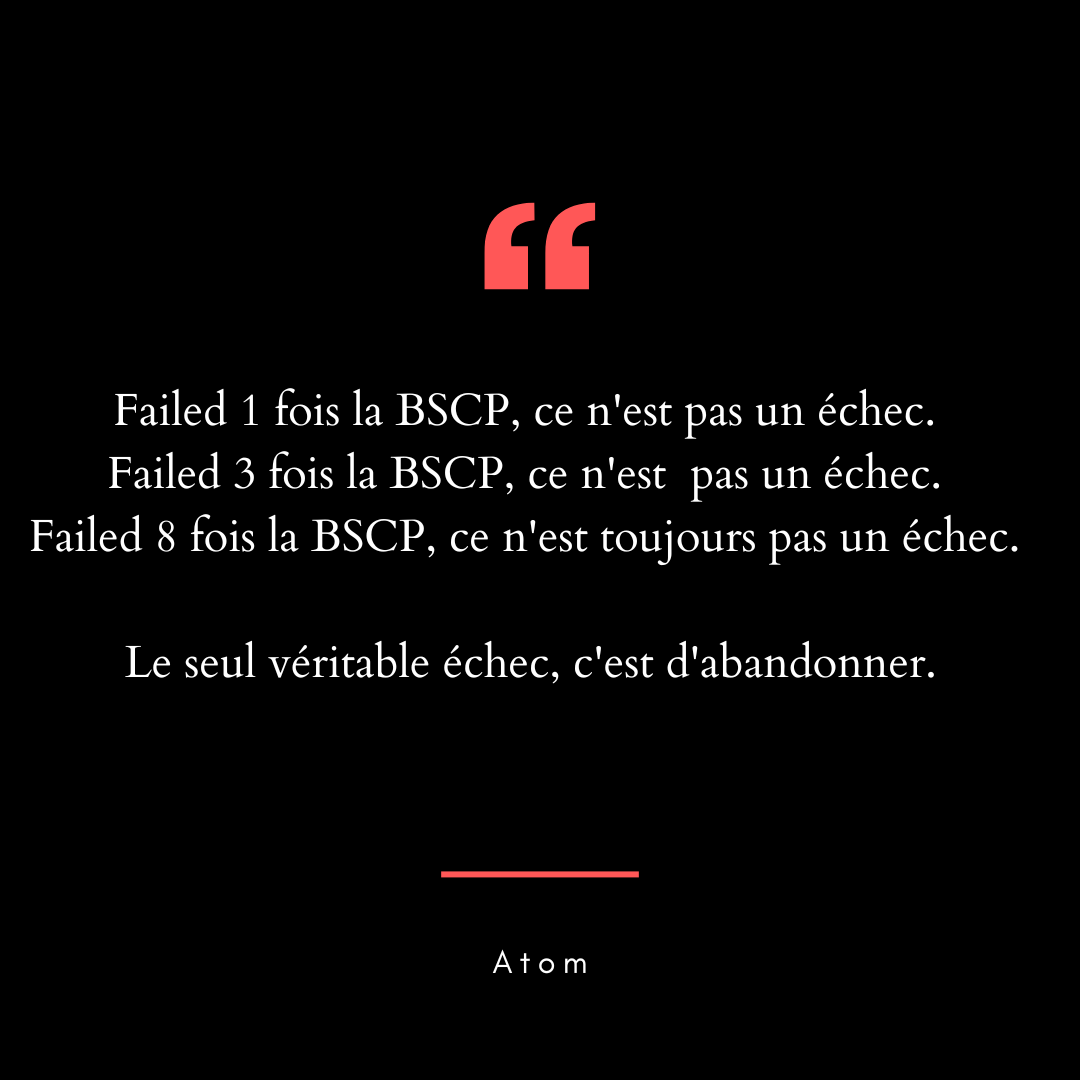 “
Failed 1 fois la BSCP, ce n'est pas un échec.
Failed 3 fois la BSCP, ce n'est  pas un échec.
Failed 8 fois la BSCP, ce n'est toujours pas un échec.
Le seul véritable échec, c'est d'abandonner.
Atom